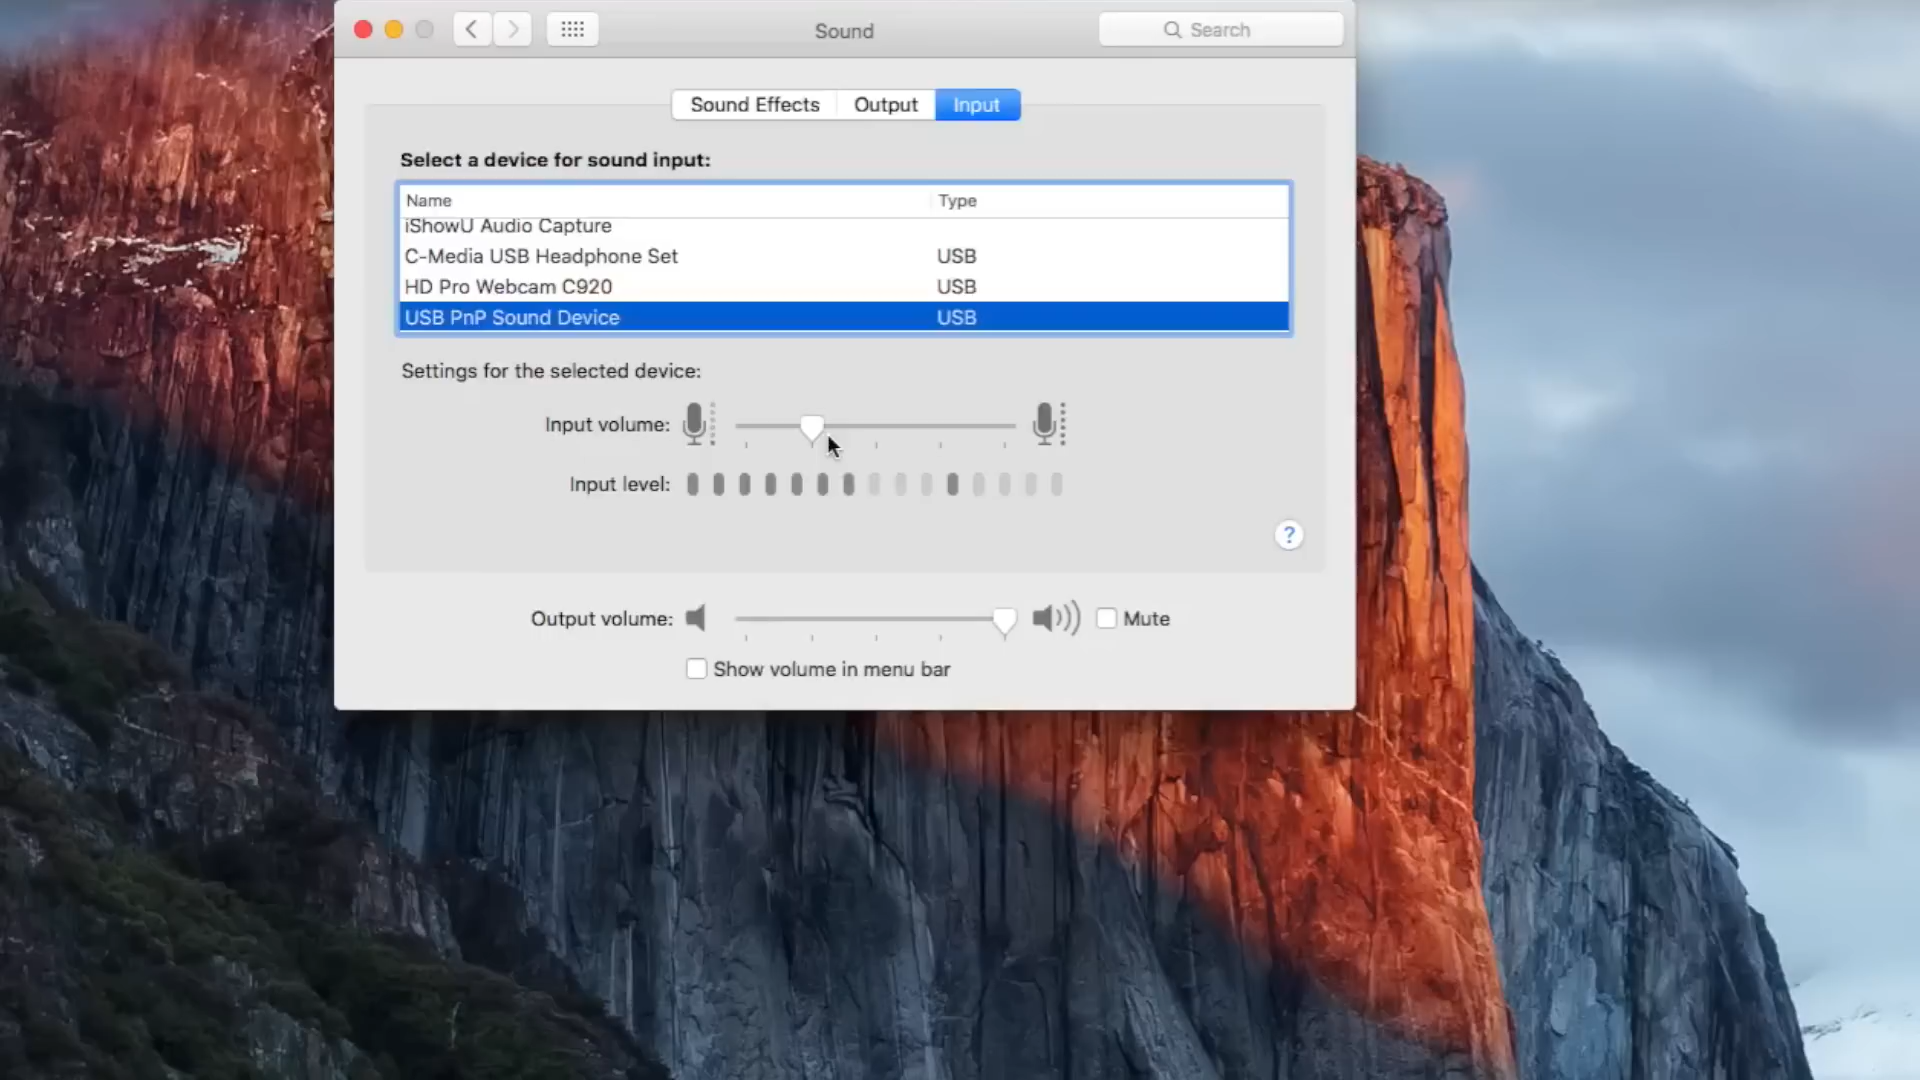 Sound
Search
Sound Effects Output Input
Select a device for sound input:
Name Type
iShowU Audio Capture
C-Media USB Headphone Set USB
HD Pro Webcam C920 USB
USB PnP Sound Device USB
Settings for the selected device:
Input volume:
Input level:
?
Output volume: Mute
Show volume in menu bar